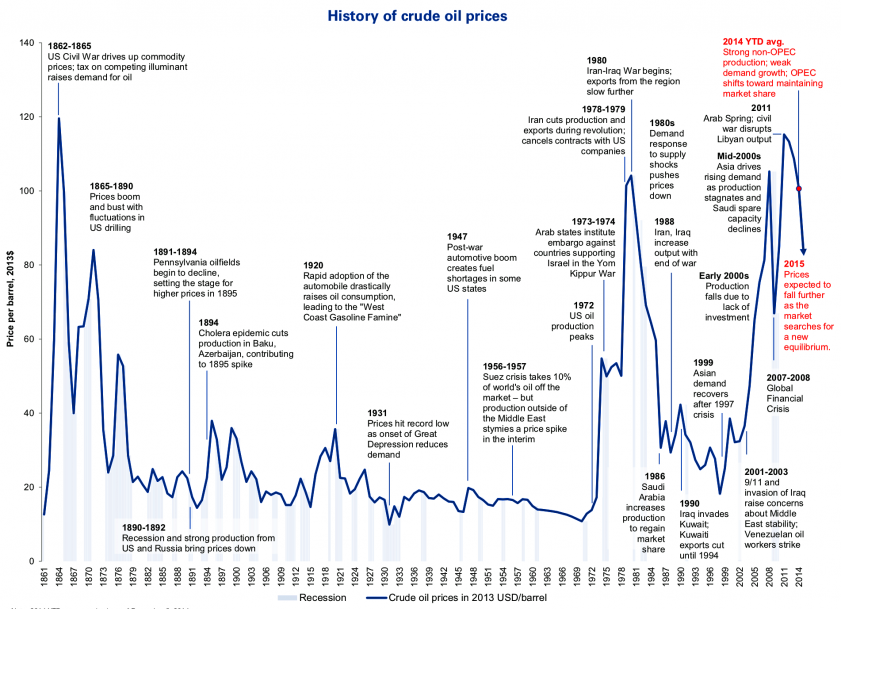 History of crude oil prices
Price per barrel, 2013$
140
120
100
80
60
40
20
0
1862-1865
US Civil War drives up commodity
prices; tax on competing illuminant
raises demand for oil
1865-1890
Prices boom
and bust with
fluctuations in
US drilling
1890-1892
Recession and strong production from
US and Russia bring prices down
1891-1894
Pennsylvania oilfields
begin to decline,
setting the stage for
higher prices in 1895
1894
Cholera epidemic cuts
production in Baku,
Azerbaijan, contributing
to 1895 spike
1920
Rapid adoption of the
automobile drastically
raises oil consumption,
leading to the "West
Coast Gasoline Famine"
1931
Prices hit record low
as onset of Great
Depression reduces
demand
1947
Post-war
automotive boom
creates fuel
shortages in some
US states
1956-1957
Suez crisis takes 10%
of world's oil off the
market – but
production outside of
the Middle East
stymies a price spike
in the interim
1972
US oil
production
peaks
1973-1974
Arab states institute
embargo against
countries supporting
Israel in the Yom
Kippur War
1978-1979
Iran cuts production and
exports during revolution;
cancels contracts with US
companies
1980
Iran-Iraq War begins;
exports from the region
slow further
1980s
Demand
response
to supply
shocks
pushes
prices
down
1986
Saudi
Arabia
increases
production
to regain
market
share
1988
Iran, Iraq
increase
output with
end of war
1990
Iraq invades
Kuwait;
Kuwaiti
exports cut
until 1994
1999
Asian
demand
recovers
after 1997
crisis
Early 2000s
Production
falls due to
lack of
investment
2001-2003
9/11 and
invasion of Iraq
raise concerns
about Middle
East stability;
Venezuelan oil
workers strike
Mid-2000s
Asia drives
rising demand
as production
stagnates and
Saudi spare
capacity
declines
2007-2008
Global
Financial
Crisis
2011
Arab Spring; civil
war disrupts
Libyan output
2014 YTD avg.
Strong non-OPEC
production; weak
demand growth; OPEC
shifts toward maintaining
market share
2015
Prices
expected to
fall further
as the
market
searches for
a new
equilibrium.
1861
1864
1867
1870
1873
1876
1879
1882
1885
1888
1891
1894
1897
1900
1903
1906
1909
1912
1915
1918
1921
1924
1927
1930
1933
1936
1939
1942
1945
1948
1951
1954
1957
1960
1963
1966
1969
1972
1975
1978
1981
1984
1987
1990
1993
1996
1999
2002
2005
2008
2011
2014
Recession
Crude oil prices in 2013 USD/barrel